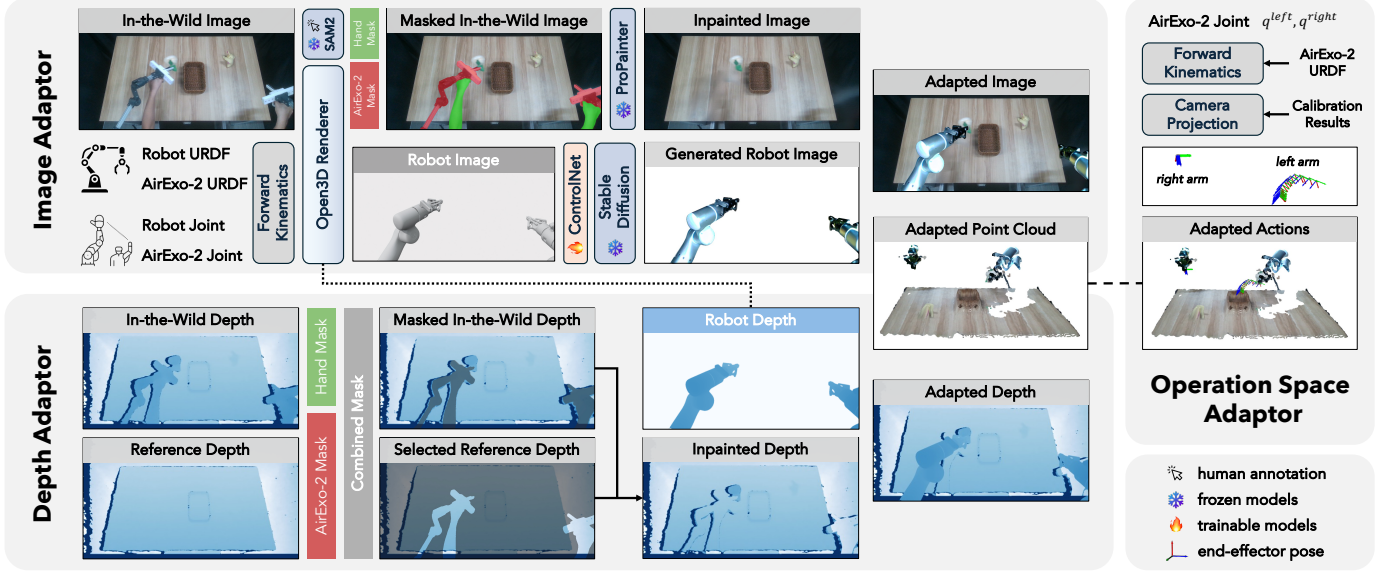 Image Adaptor
In-the-Wild Image
SAM2
Hand
Mask
AirExo-2
Mask
Masked In-the-Wild Image
ProPainter
Inpainted Image
Open3D Renderer
Robot URDF
AirExo-2 URDF
Robot Joint
AirExo-2 Joint
Forward
Kinematics
Robot Image
ControlNet
Stable
Diffusion
Generated Robot Image
Adapted Image
Adapted Point Cloud
Depth Adaptor
In-the-Wild Depth
Reference Depth
Hand Mask
AirExo-2 Mask
Combined Mask
Masked In-the-Wild Depth
Selected Reference Depth
Robot Depth
Inpainted Depth
Adapted Depth
AirExo-2 Joint q^left, q^right
Forward
Kinematics
AirExo-2
URDF
Camera
Projection
Calibration
Results
left arm
right arm
Adapted Actions
Operation Space
Adaptor
human annotation
frozen models
trainable models
end-effector pose